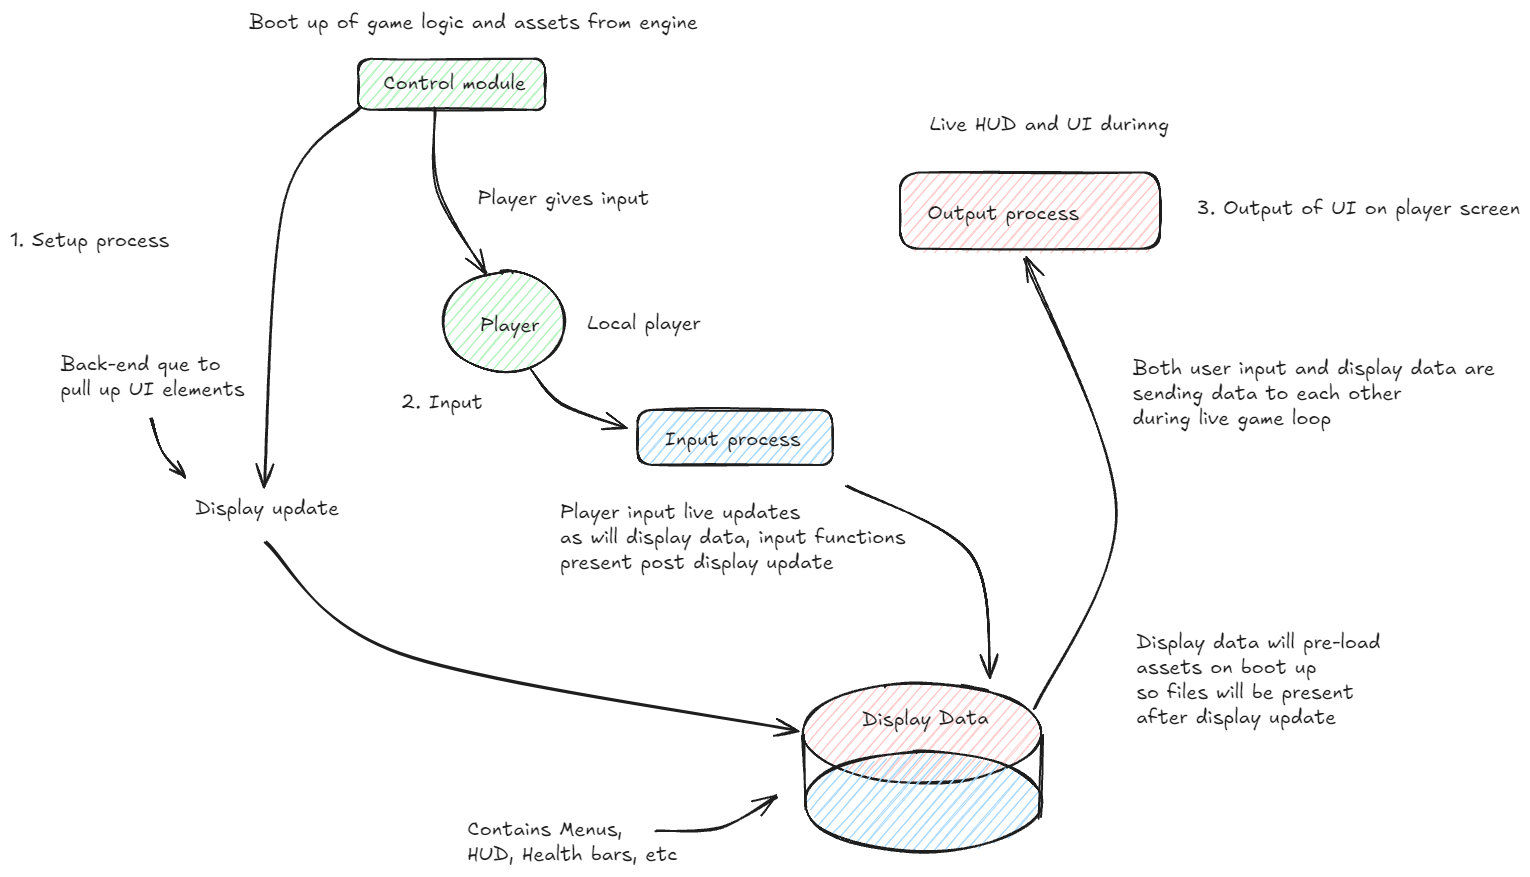 Boot up of game logic and assets from engine
Control module
Live HUD and UI durinng
Player gives input
Output process
3. Output of UI on player screen
1. Setup process
Player
Local player
Back-end que to
pull up UI elements
2. Input
Input process
Both user input and display data are
sending data to each other
during live game loop
Display update
Player input live updates
as will display data, input functions
present post display update
Display data will pre-load
assets on boot up
so files will be present
after display update
Display Data
Contains Menus,
HUD, Health bars, etc